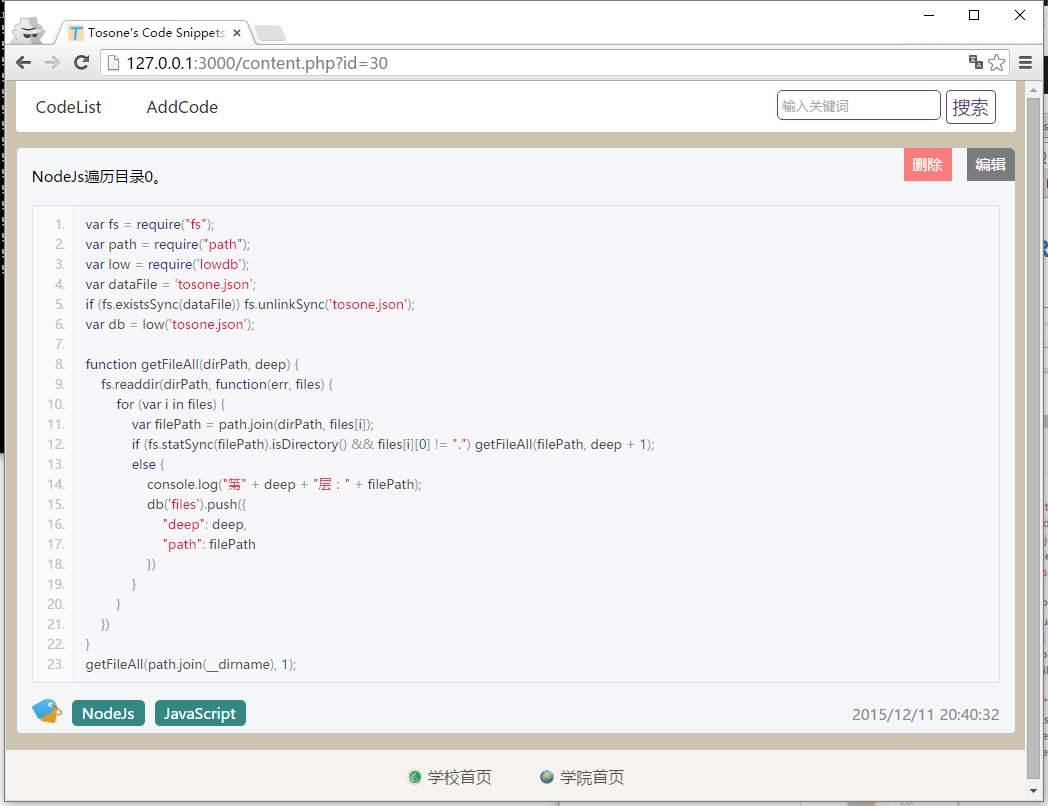 Tosone's Code Snippets
127.0.0.1:3000/content.php?id=30
CodeList AddCode 输入关键词 搜索
NodeJs遍历目录0。 删除 编辑
1. var fs = require("fs");
2. var path = require("path");
3. var low = require('lowdb');
4. var dataFile = 'tosone.json';
5. if (fs.existsSync(dataFile)) fs.unlinkSync('tosone.json');
6. var db = low('tosone.json');
7.
8. function getFileAll(dirPath, deep) {
9. fs.readdir(dirPath, function(err, files) {
10. for (var i in files) {
11. var filePath = path.join(dirPath, files[i]);
12. if (fs.statSync(filePath).isDirectory() && files[i][0] != ".") getFileAll(filePath, deep + 1);
13. else {
14. console.log("第" + deep + "层：" + filePath);
15. db('files').push({
16. "deep": deep,
17. "path": filePath
18. })
19. }
20. }
21. })
22. }
23. getFileAll(path.join(__dirname), 1);
NodeJs JavaScript 2015/12/11 20:40:32
学校首页 学院首页